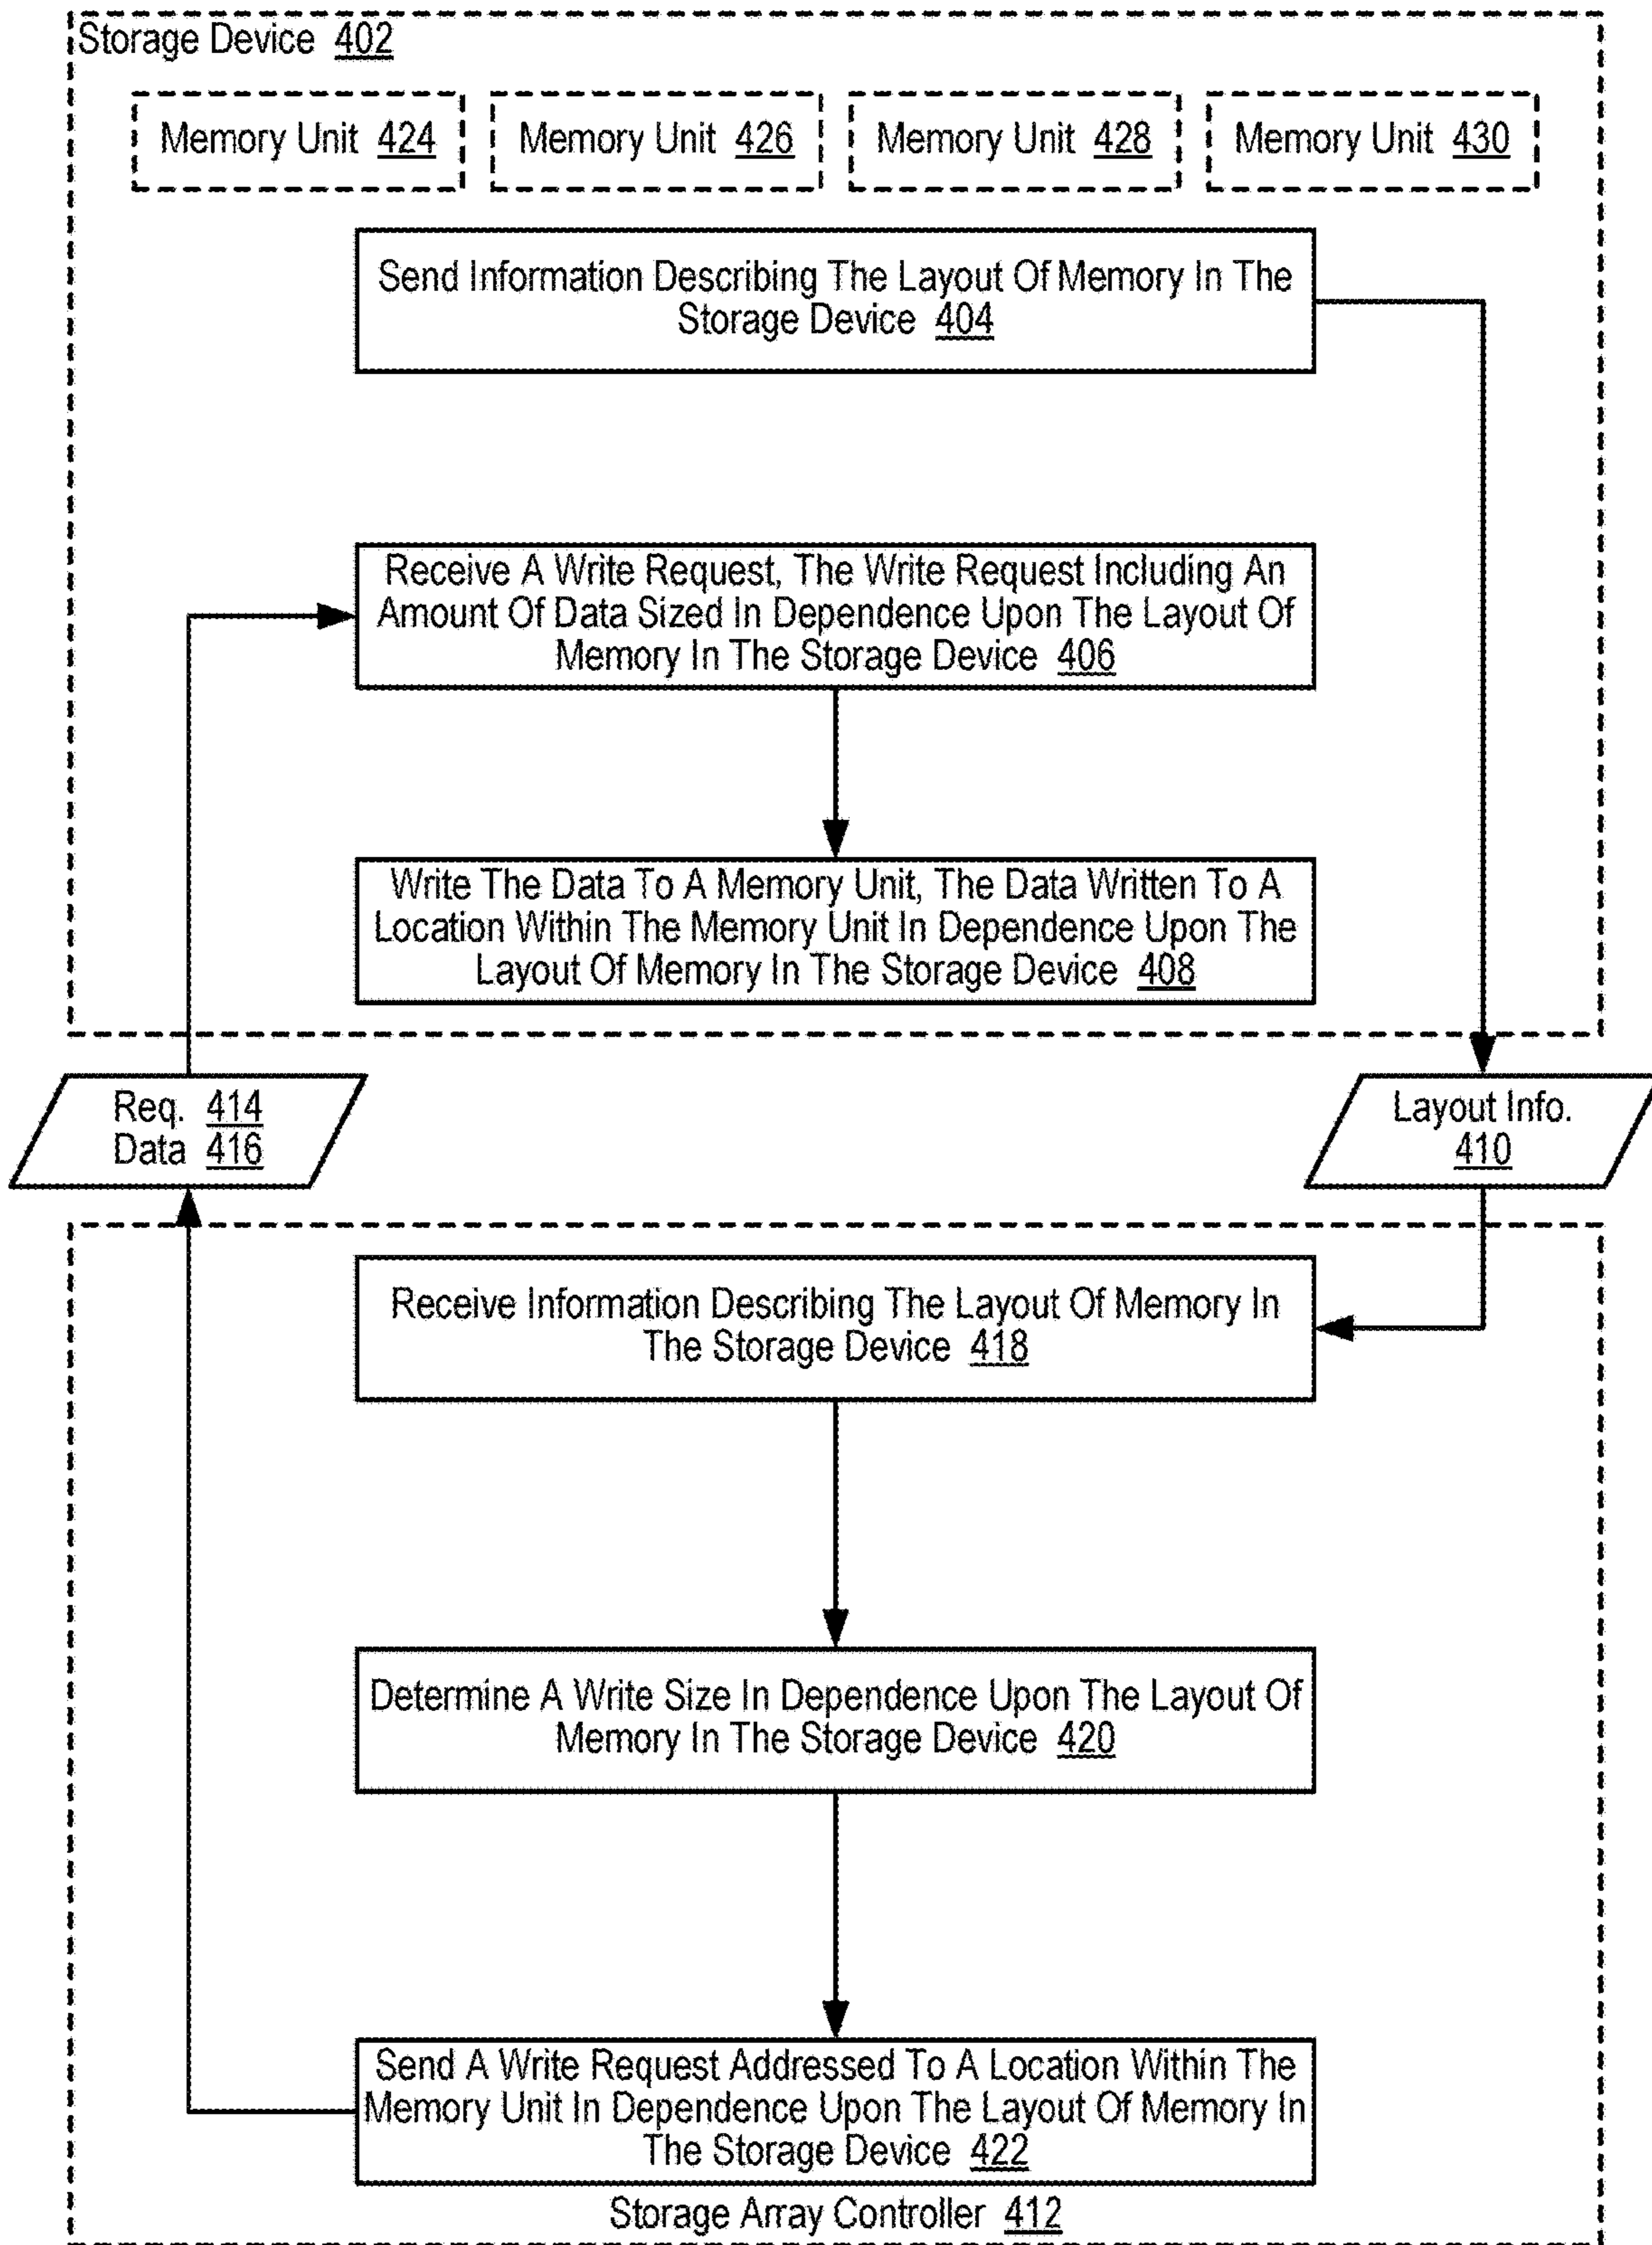 Storage Device 402
Memory Unit 424
Memory Unit 426
Memory Unit 428
Memory Unit 430
Send Information Describing The Layout Of Memory In The
Storage Device 404
Receive A Write Request, The Write Request Including An
Amount Of Data Sized In Dependence Upon The Layout Of
Memory In The Storage Device 406
Write The Data To A Memory Unit, The Data Written To A
Location Within The Memory Unit In Dependence Upon The
Layout Of Memory In The Storage Device 408
Req. 414
Data 416
Layout Info.
410
Receive Information Describing The Layout Of Memory In
The Storage Device 418
Determine A Write Size In Dependence Upon The Layout Of
Memory In The Storage Device 420
Send A Write Request Addressed To A Location Within The
Memory Unit In Dependence Upon The Layout Of Memory In
The Storage Device 422
Storage Array Controller 412